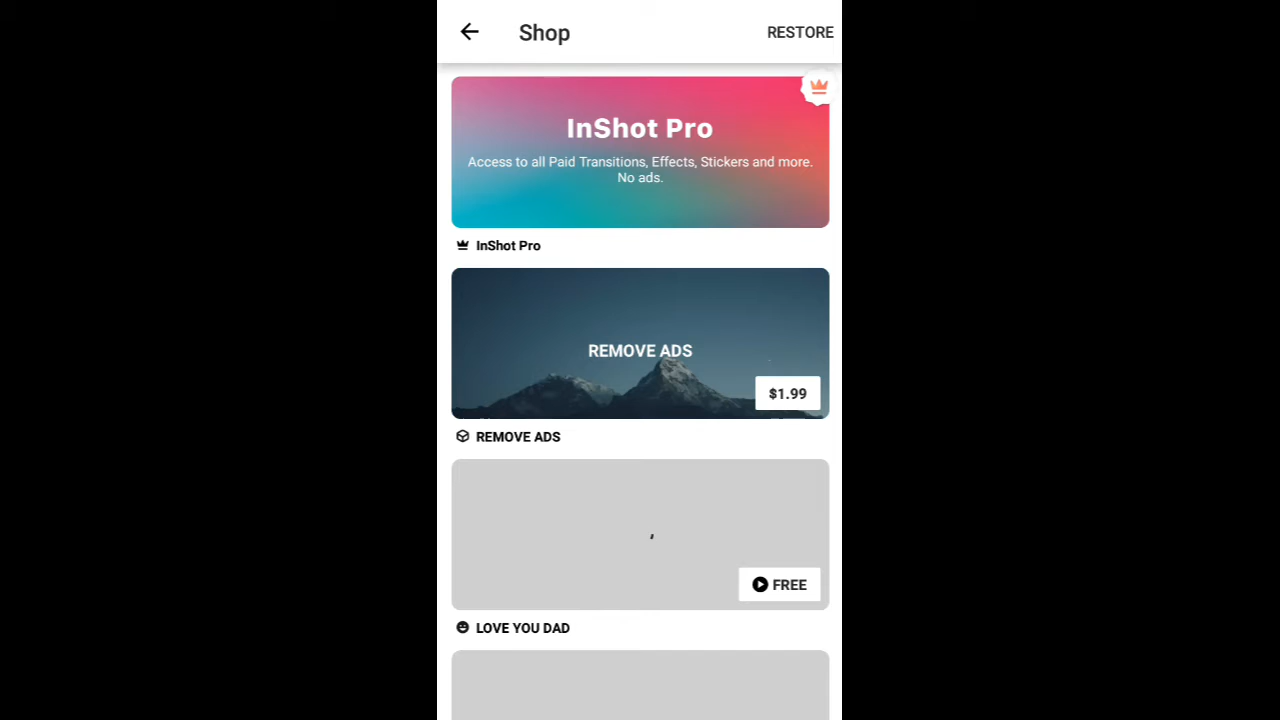 Shop
RESTORE
InShot Pro
Access to all Paid Transitions, Effects, Stickers and more.
No ads.
InShot Pro
REMOVE ADS
$1.99
REMOVE ADS
FREE
LOVE YOU DAD